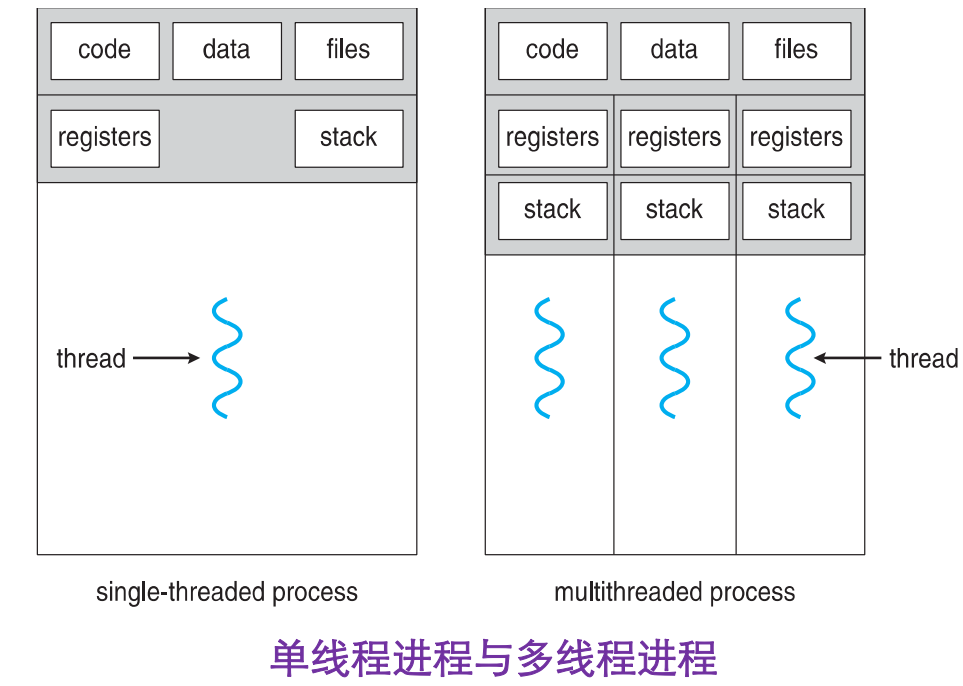 code data files code data files
registers stack registers registers registers
stack stack stack
thread thread
single-threaded process multithreaded process
单线程进程与多线程进程